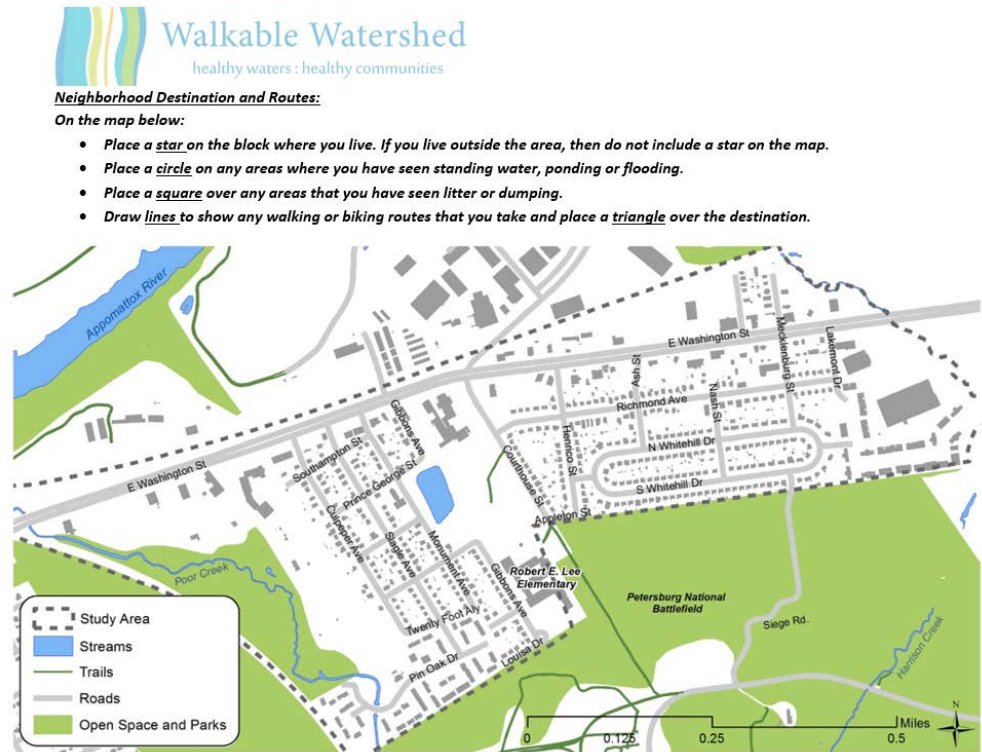 Walkable Watershed
healthy waters : healthy communities
Neighborhood Destination and Routes:
On the map below:
• Place a star on the block where you live. If you live outside the area, then do not include a star on the map.
• Place a circle on any areas where you have seen standing water, ponding or flooding.
• Place a square over any areas that you have seen litter or dumping.
• Draw lines to show any walking or biking routes that you take and place a triangle over the destination.
Appomattox River
E Washington St
Mecklenburg St
Lakemont Dr
Ash St
Nash St
Richmond Ave
Gibbons Ave
Henrico St
N Whitehill Dr
Southampton St
Courthouse St
E Washington St
Prince George St
S Whitehill Dr
Culpeper Ave
Appleton St
Slagle Ave
Monument Ave
Poor Creek
Gibbons Ave
Robert E. Lee
Elementary
Petersburg National
Battlefield
Twenty Foot Aly
Siege Rd.
Harrison Creek
Louisa Dr
Pin Oak Dr
Study Area
Streams
Trails
Roads
Open Space and Parks
N
Miles
0 0.125 0.25 0.5